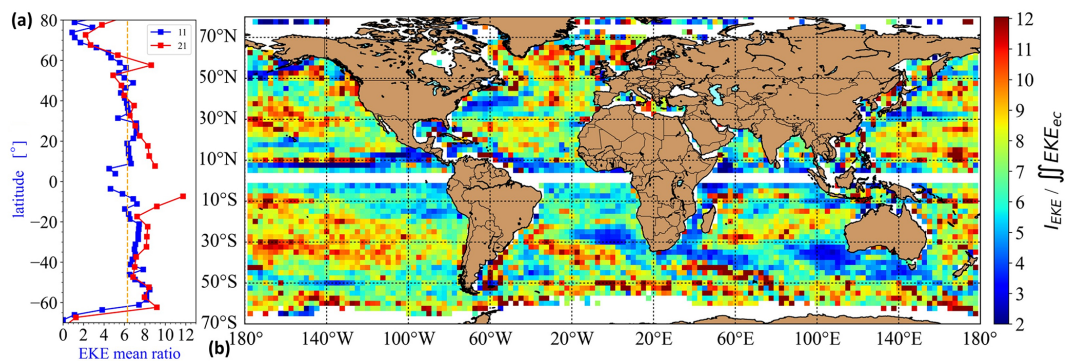 (a)
80
60
40
20
0
−20
−40
−60
latitude [°]
11
21
0 2 4 6 8 10 12
EKE mean ratio
(b)
70°N
50°N
30°N
10°N
10°S
30°S
50°S
70°S
180° 140°W 100°W 60°W 20°W 20°E 60°E 100°E 140°E 180°
12
11
10
9
8
7
6
5
4
3
2
I_EKE / ∬ EKE_ec